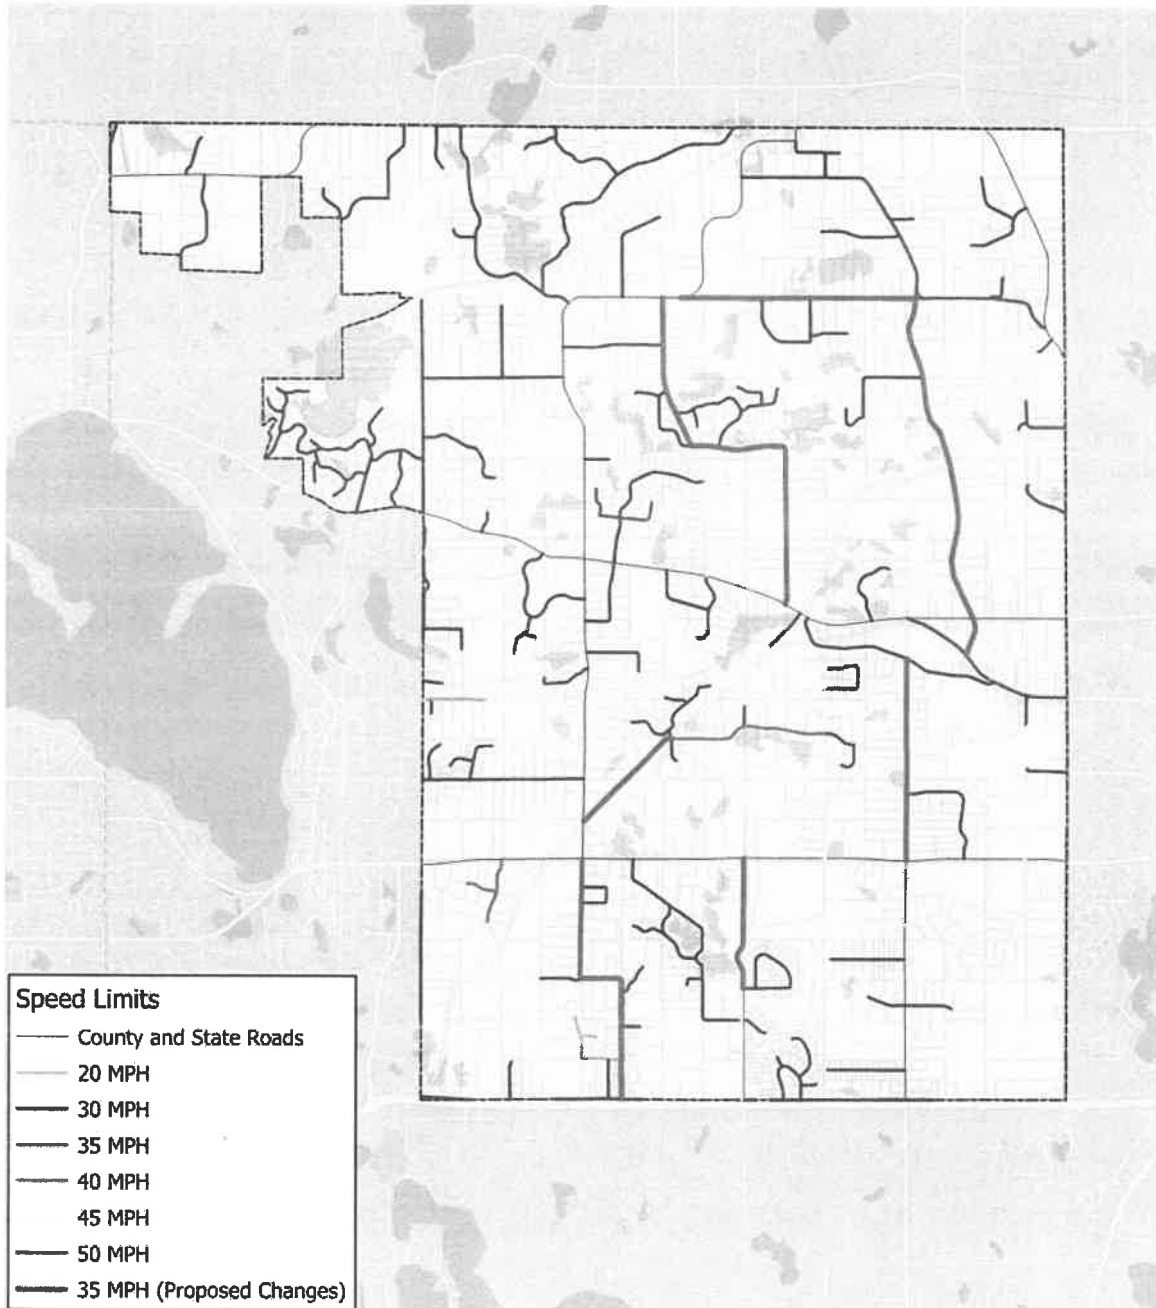 Speed Limits
County and State Roads
20 MPH
30 MPH
35 MPH
40 MPH
45 MPH
50 MPH
35 MPH (Proposed Changes)